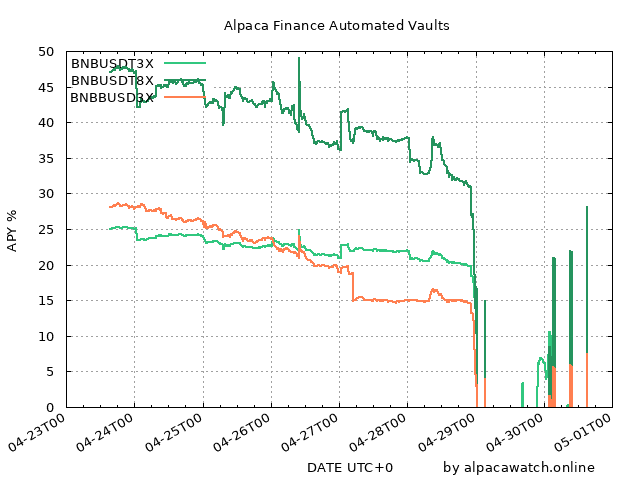 Alpaca Finance Automated Vaults
APY %
50
45
40
35
30
25
20
15
10
5
0
BNBUSDT3X
BNBUSDT8X
BNBBUSD3X
04-23T00
04-24T00
04-25T00
04-26T00
04-27T00
04-28T00
04-29T00
04-30T00
05-01T00
DATE UTC+0
by alpacawatch.online